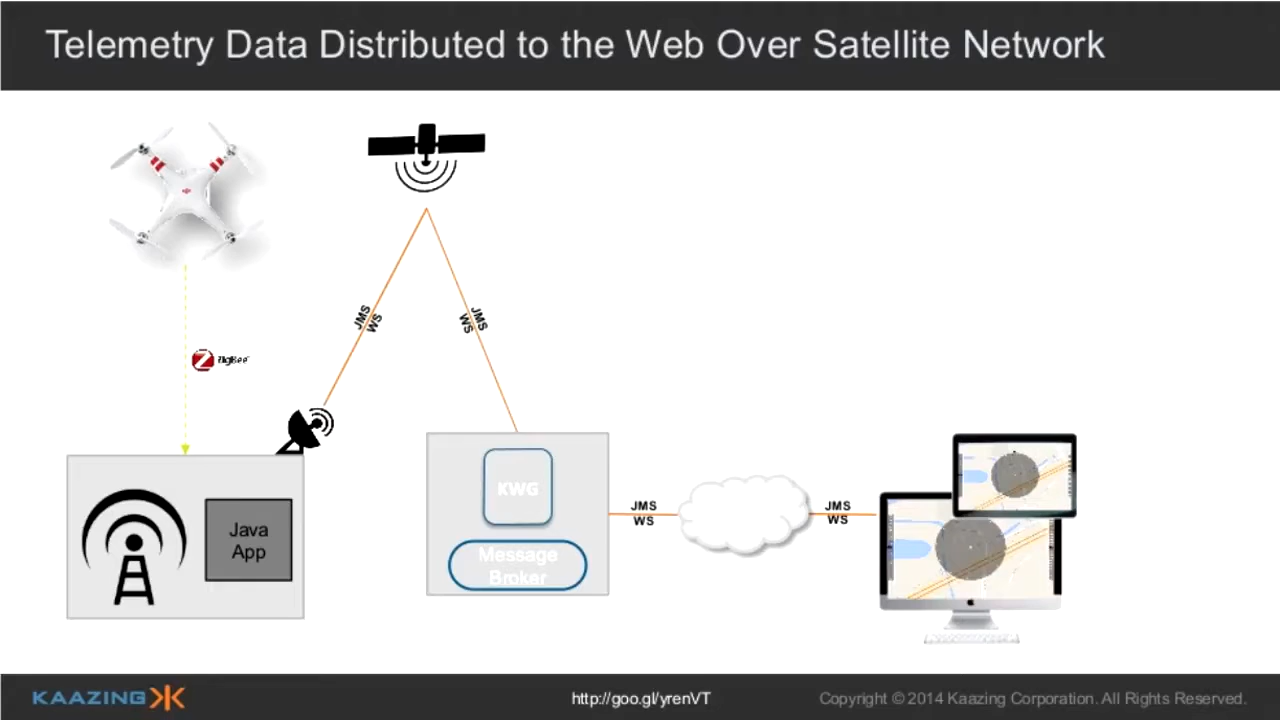 Telemetry Data Distributed to the Web Over Satellite Network
JMS
WS
JMS
WS
ZigBee
Java
App
KWG
Message
Broker
JMS
WS
JMS
WS
KAAZING
http://goo.gl/yrenVT
Copyright © 2014 Kaazing Corporation. All Rights Reserved.